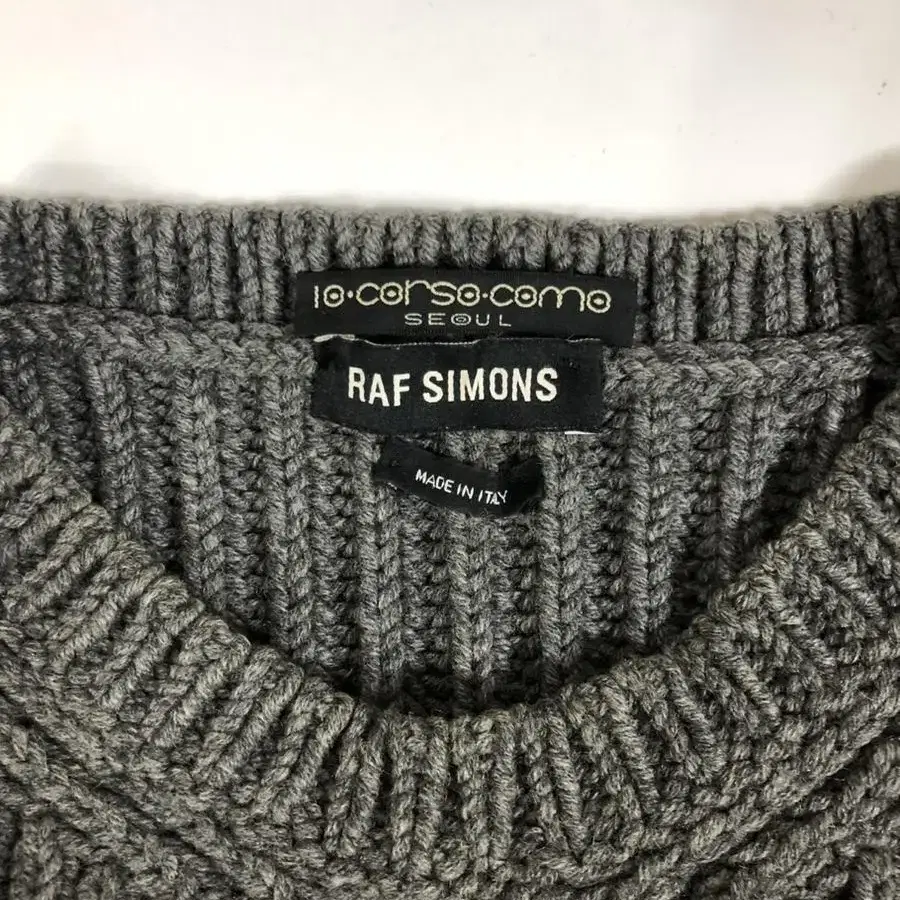 10·corso·como
SEOUL
RAF SIMONS
MADE IN ITALY